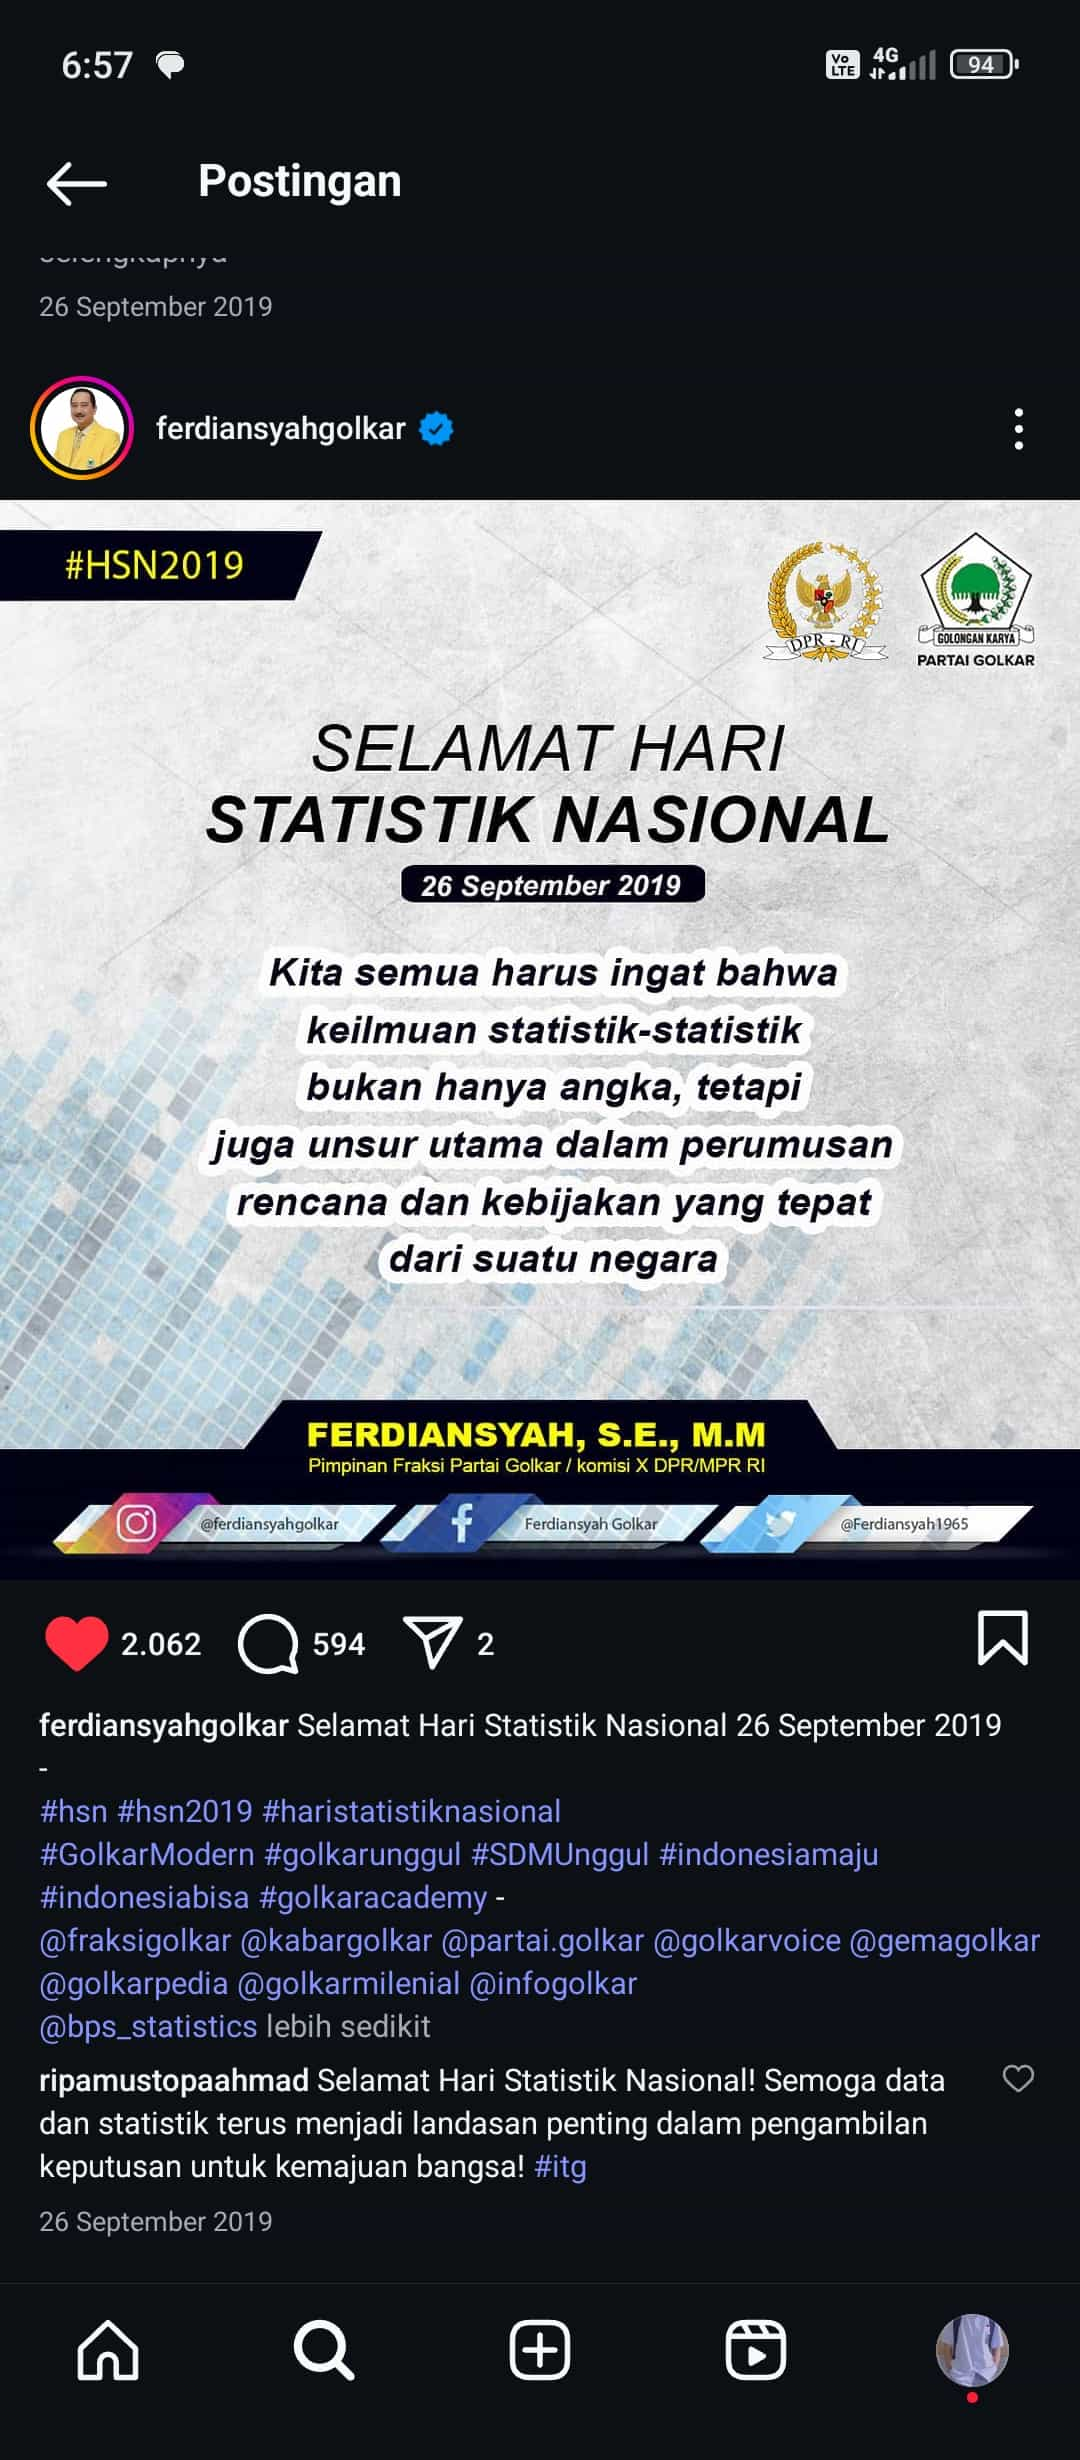 6:57
Vo LTE 4G 94
Postingan
selengkapnya
26 September 2019
ferdiansyahgolkar
#HSN2019
DPR - RI
GOLONGAN KARYA
PARTAI GOLKAR
SELAMAT HARI
STATISTIK NASIONAL
26 September 2019
Kita semua harus ingat bahwa
keilmuan statistik-statistik
bukan hanya angka, tetapi
juga unsur utama dalam perumusan
rencana dan kebijakan yang tepat
dari suatu negara
FERDIANSYAH, S.E., M.M
Pimpinan Fraksi Partai Golkar / komisi X DPR/MPR RI
@ferdiansyahgolkar Ferdiansyah Golkar @Ferdiansyah1965
2.062 594 2
ferdiansyahgolkar Selamat Hari Statistik Nasional 26 September 2019
-
#hsn #hsn2019 #haristatistiknasional
#GolkarModern #golkarunggul #SDMUnggul #indonesiamaju
#indonesiabisa #golkaracademy -
@fraksigolkar @kabargolkar @partai.golkar @golkarvoice @gemagolkar
@golkarpedia @golkarmilenial @infogolkar
@bps_statistics lebih sedikit
ripamustopaahmad Selamat Hari Statistik Nasional! Semoga data
dan statistik terus menjadi landasan penting dalam pengambilan
keputusan untuk kemajuan bangsa! #itg
26 September 2019